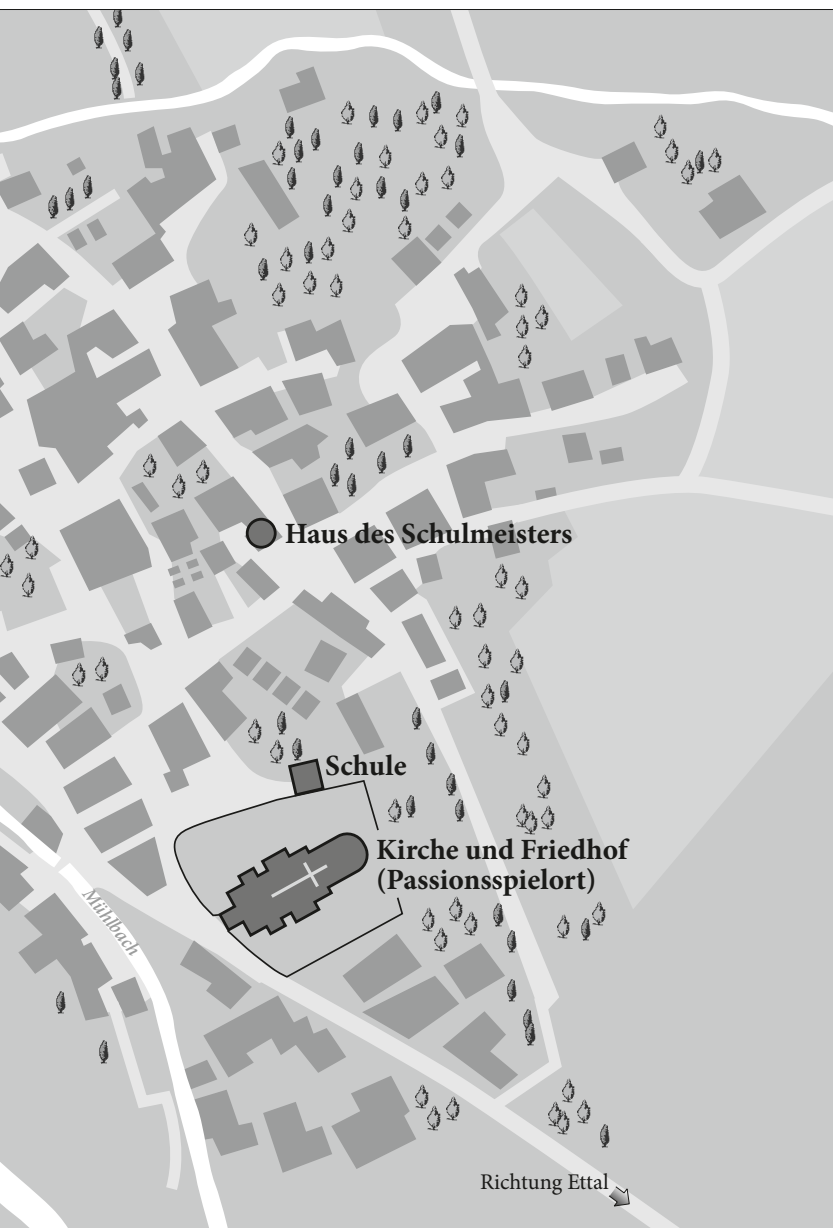 Haus des Schulmeisters
Schule
Kirche und Friedhof
(Passionsspielort)
Mühlbach
Richtung Ettal